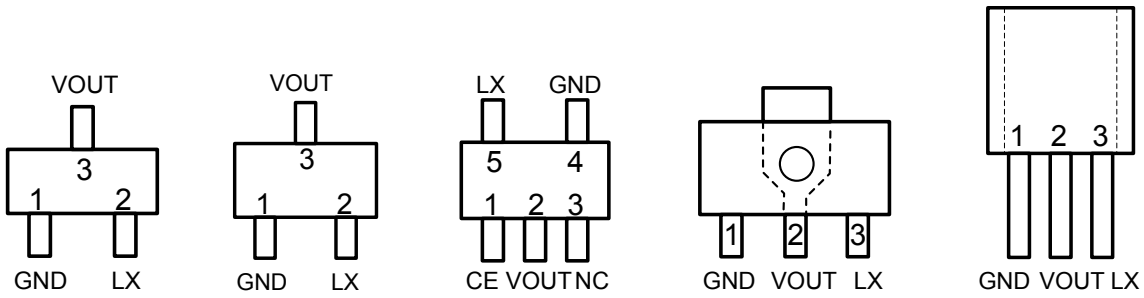 VOUT
3
1 2
GND LX
VOUT
3
1 2
GND LX
LX GND
5 4
1 2 3
CE VOUT NC
1 2 3
GND VOUT LX
1 2 3
GND VOUT LX